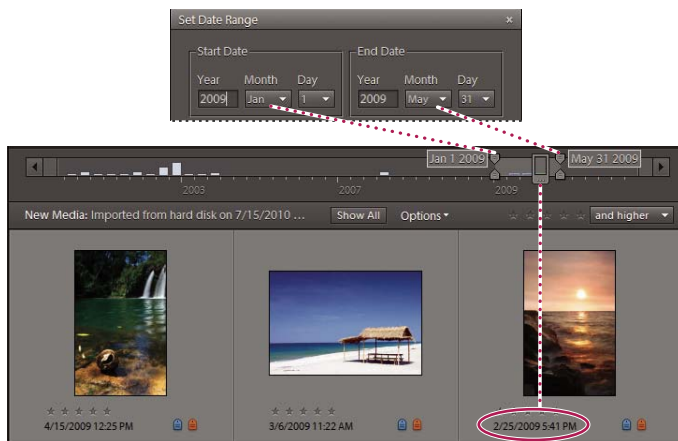 Set Date Range ×
Start Date End Date
Year Month Day Year Month Day
2009 Jan 1 2009 May 31
Jan 1 2009 May 31 2009
2003 2007 2009
New Media: Imported from hard disk on 7/15/2010 ... Show All Options and higher
4/15/2009 12:25 PM 3/6/2009 11:22 AM 2/25/2009 5:41 PM